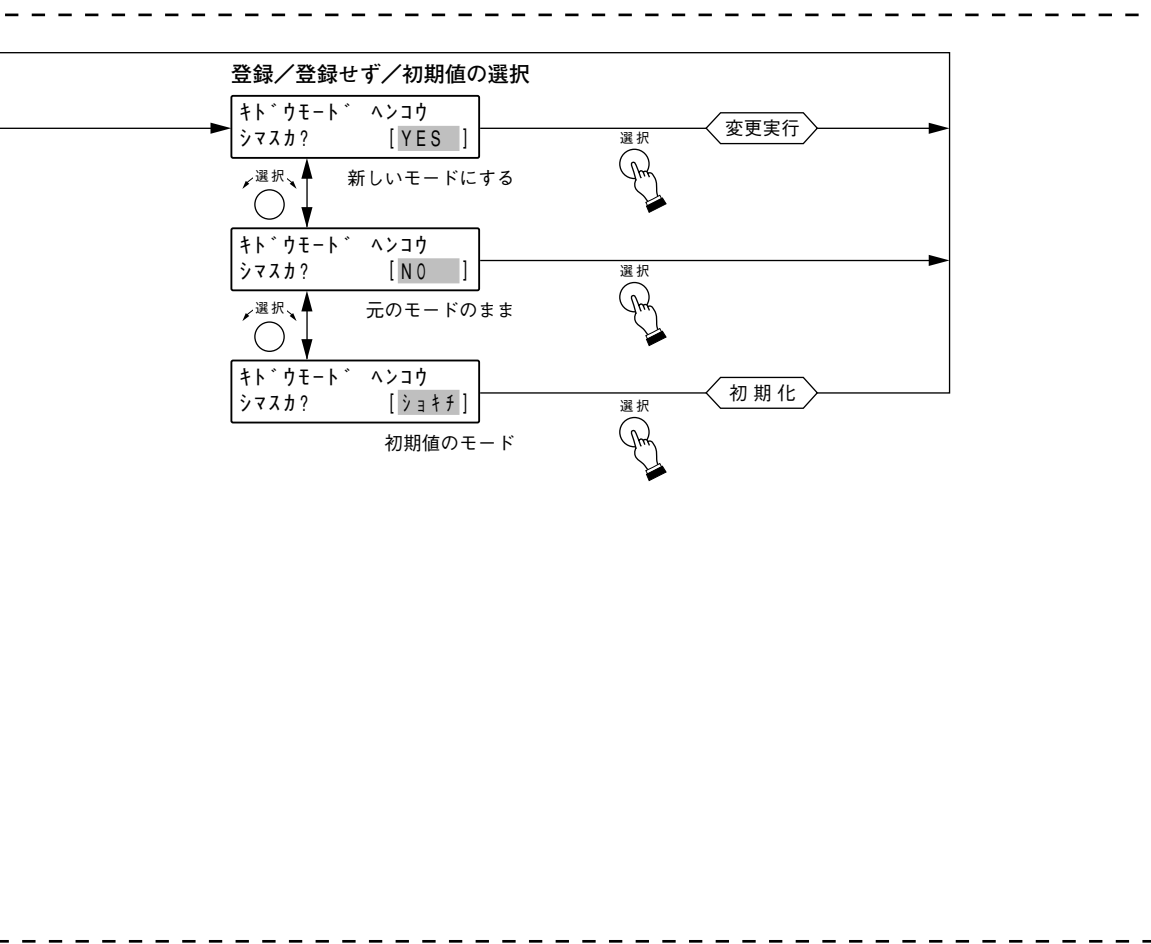 登録／登録せず／初期値の選択
ｷﾄﾞｳﾓｰﾄﾞ ﾍﾝｺｳ
ｼﾏｽｶ? [YES ]
選択
変更実行
選択
新しいモードにする
ｷﾄﾞｳﾓｰﾄﾞ ﾍﾝｺｳ
ｼﾏｽｶ? [NO ]
選択
選択
元のモードのまま
ｷﾄﾞｳﾓｰﾄﾞ ﾍﾝｺｳ
ｼﾏｽｶ? [ｼｮｷﾁ]
選択
初期化
初期値のモード